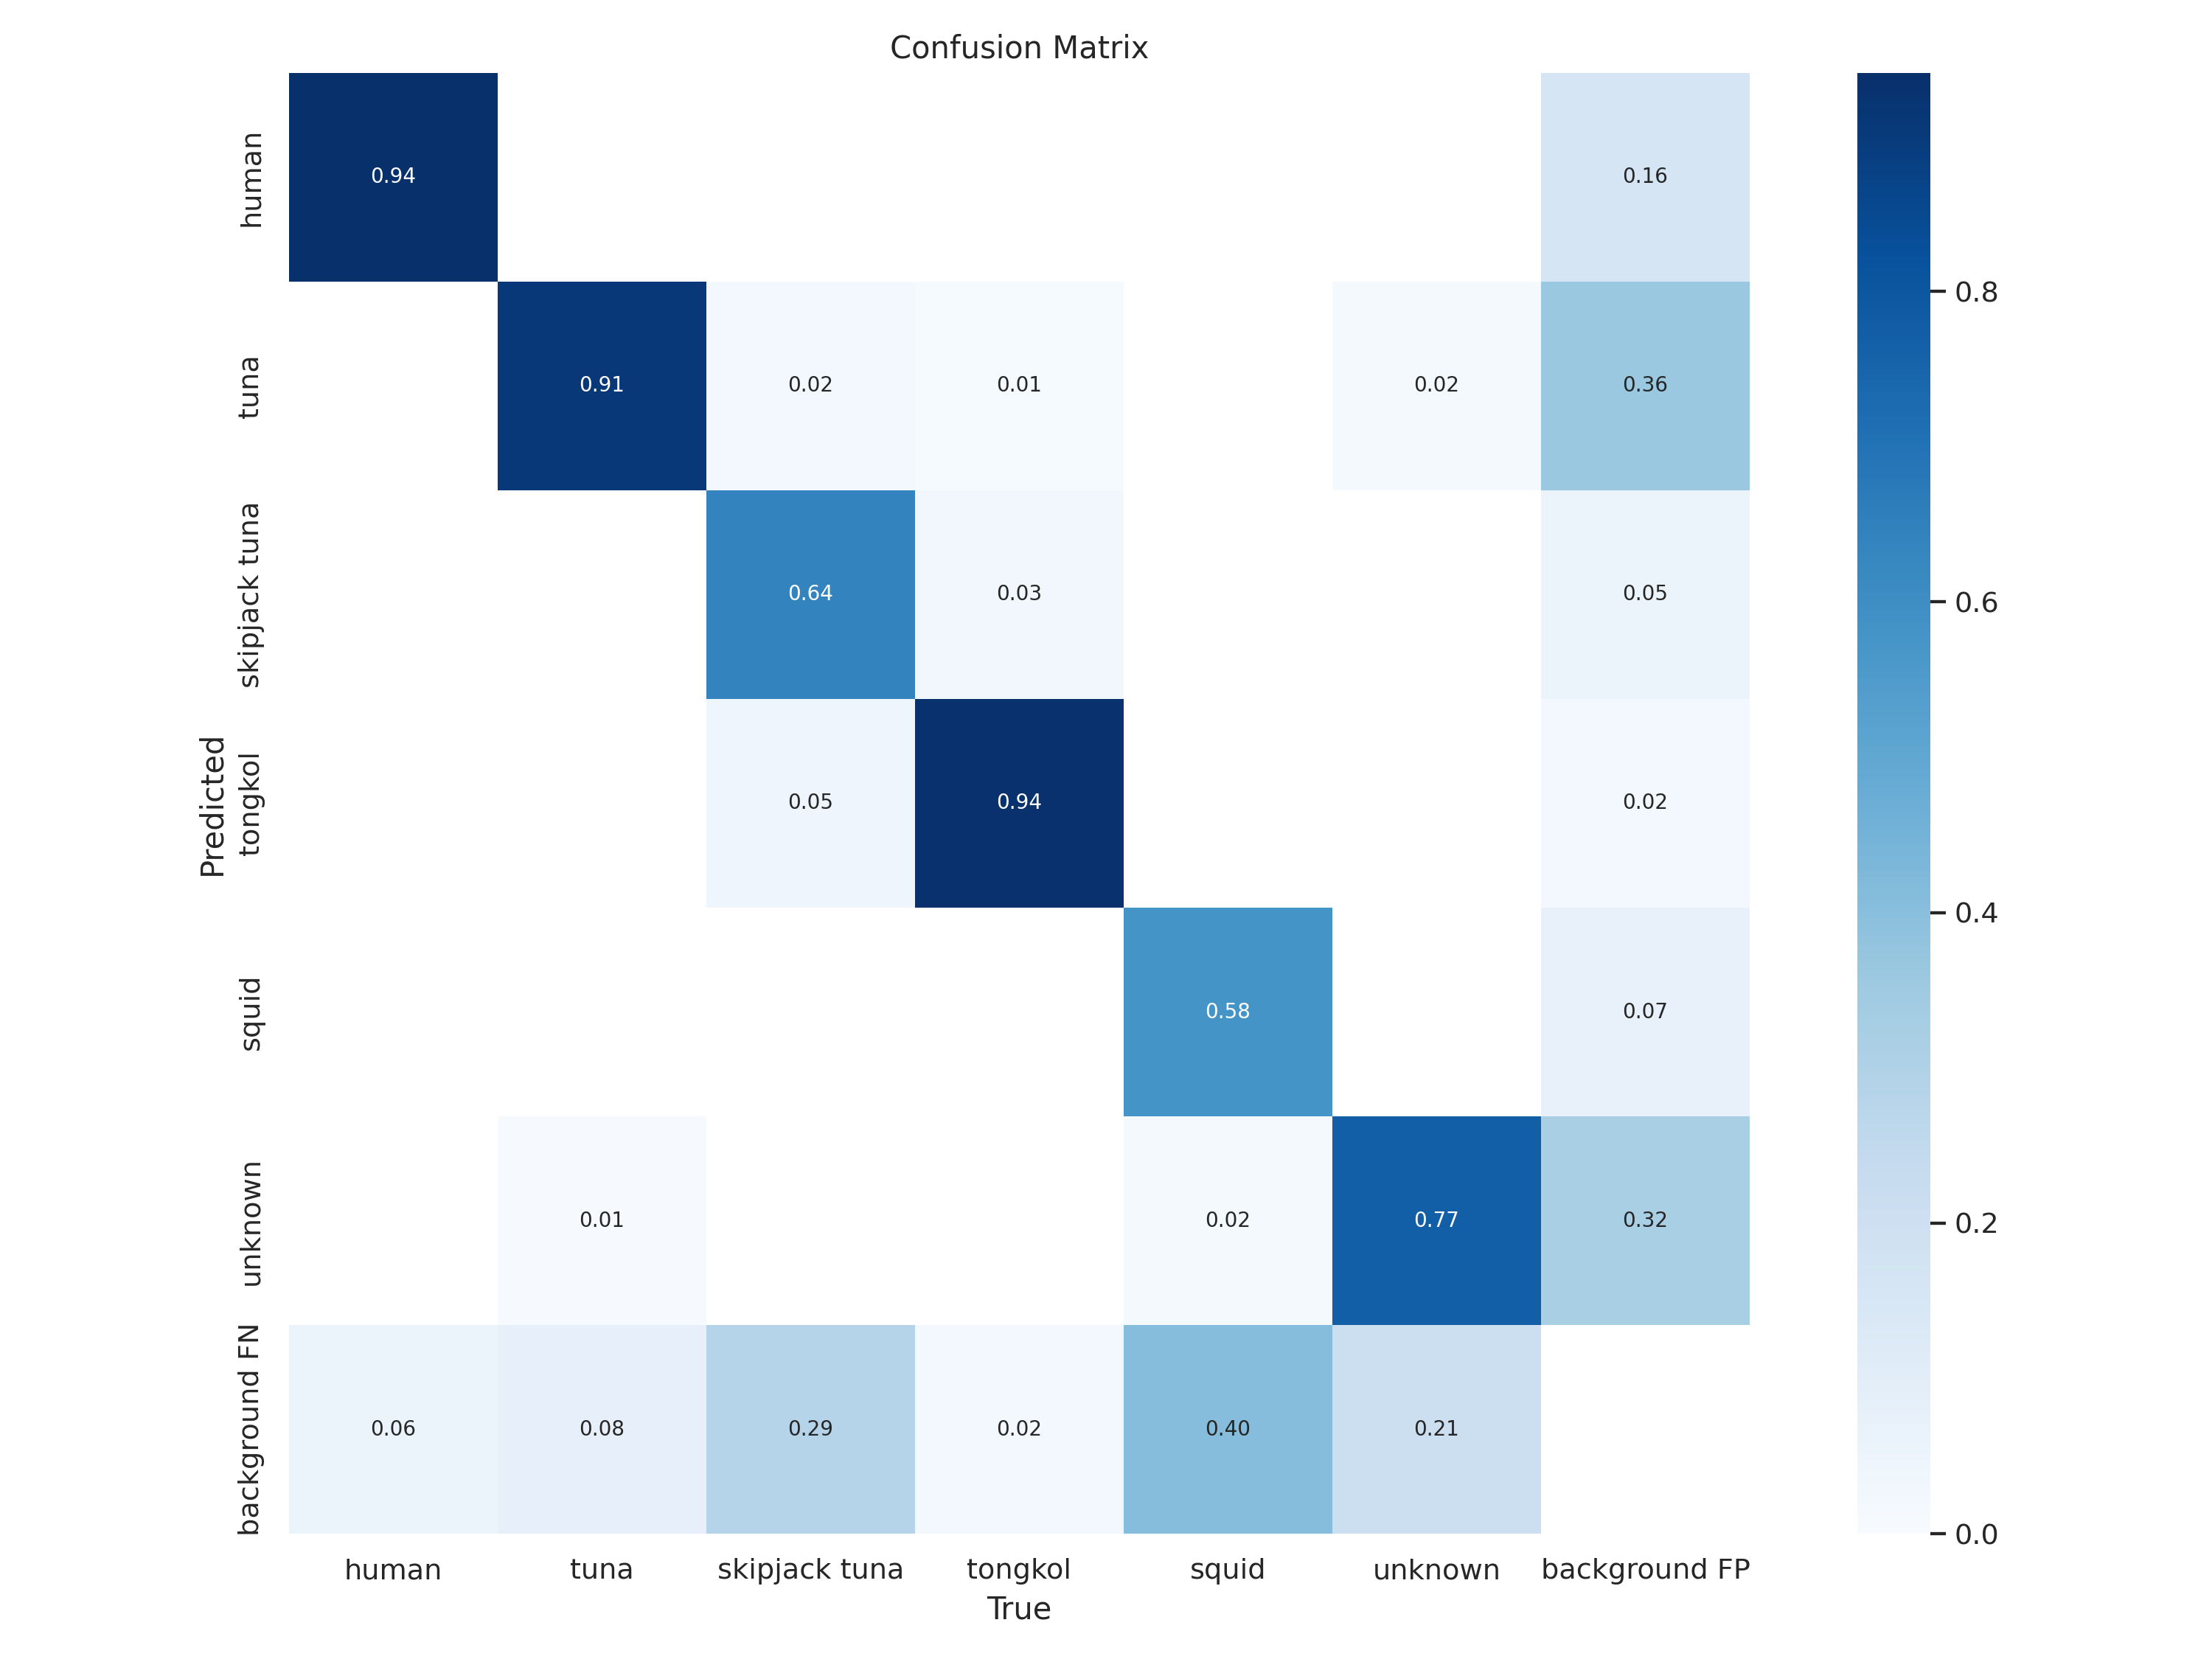 Confusion Matrix
human 0.94 0.16
tuna 0.91 0.02 0.01 0.02 0.36
skipjack tuna 0.64 0.03 0.05
tongkol 0.05 0.94 0.02
squid 0.58 0.07
unknown 0.01 0.02 0.77 0.32
background FN 0.06 0.08 0.29 0.02 0.40 0.21
Predicted
human tuna skipjack tuna tongkol squid unknown background FP
True
0.8
0.6
0.4
0.2
0.0